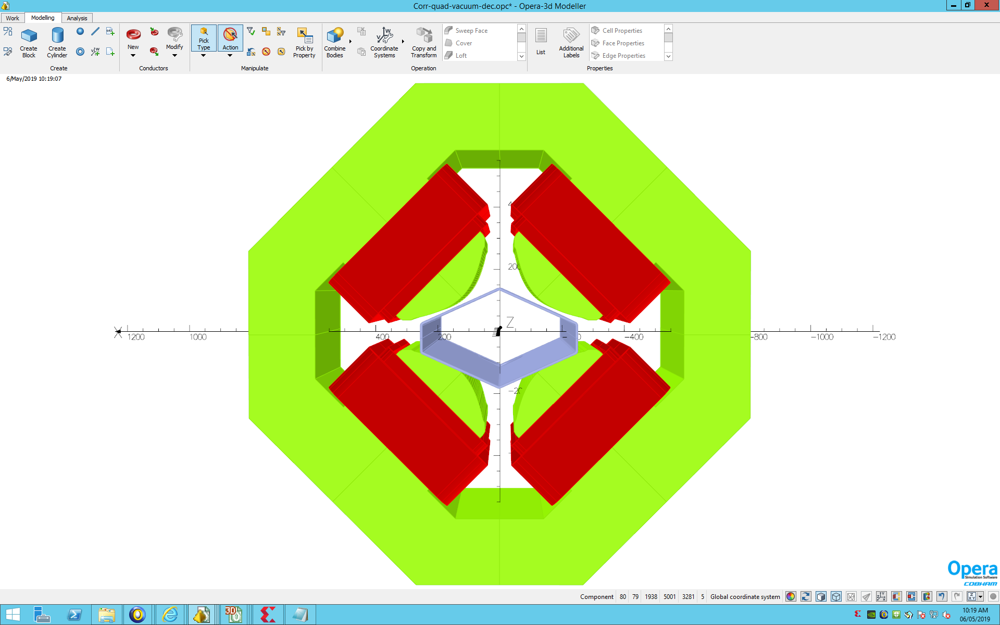 Corr-quad-vacuum-dec.opc* - Opera-3d Modeller
Work Modelling Analysis
Create Block
Create Cylinder
Create
New
Modify
Conductors
Pick Type
Action
Pick by Property
Manipulate
Combine Bodies
Coordinate Systems
Copy and Transform
Sweep Face
Cover
Loft
Operation
List
Additional Labels
Cell Properties
Face Properties
Edge Properties
Properties
6/May/2019 10:19:07
200
Z
X 1200 1000 400 200 -400 -800 -1000 -1200
Opera
Simulation Software
COBHAM
Component 80 79 1938 5001 3281 5 Global coordinate system
10:19 AM
06/05/2019